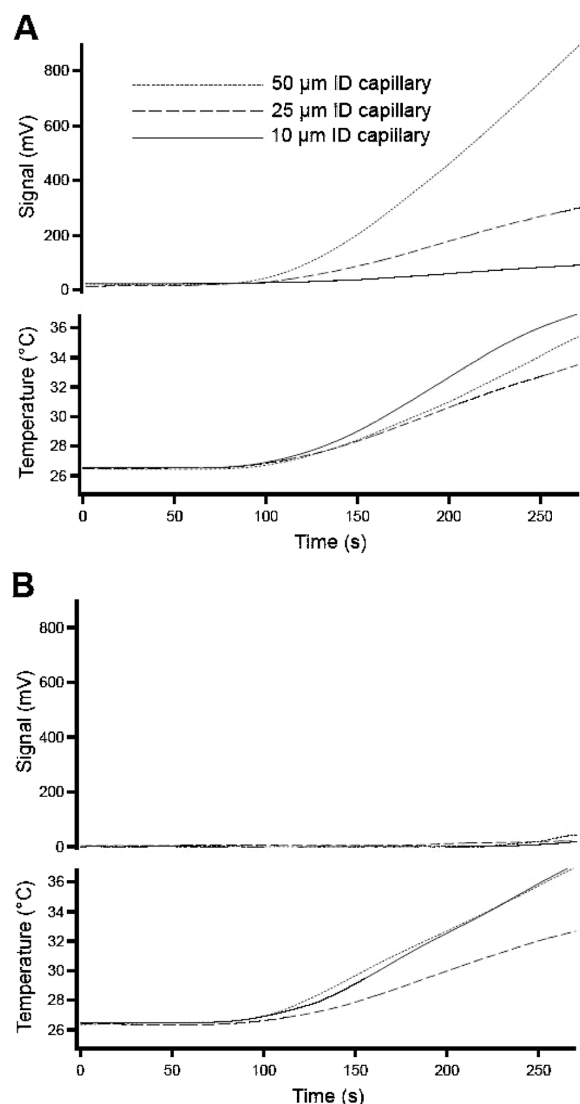 A
800
600
400
200
0
Signal (mV)
50 µm ID capillary
25 µm ID capillary
10 µm ID capillary
36
34
32
30
28
26
Temperature (°C)
0 50 100 150 200 250
Time (s)
B
800
600
400
200
0
Signal (mV)
36
34
32
30
28
26
Temperature (°C)
0 50 100 150 200 250
Time (s)